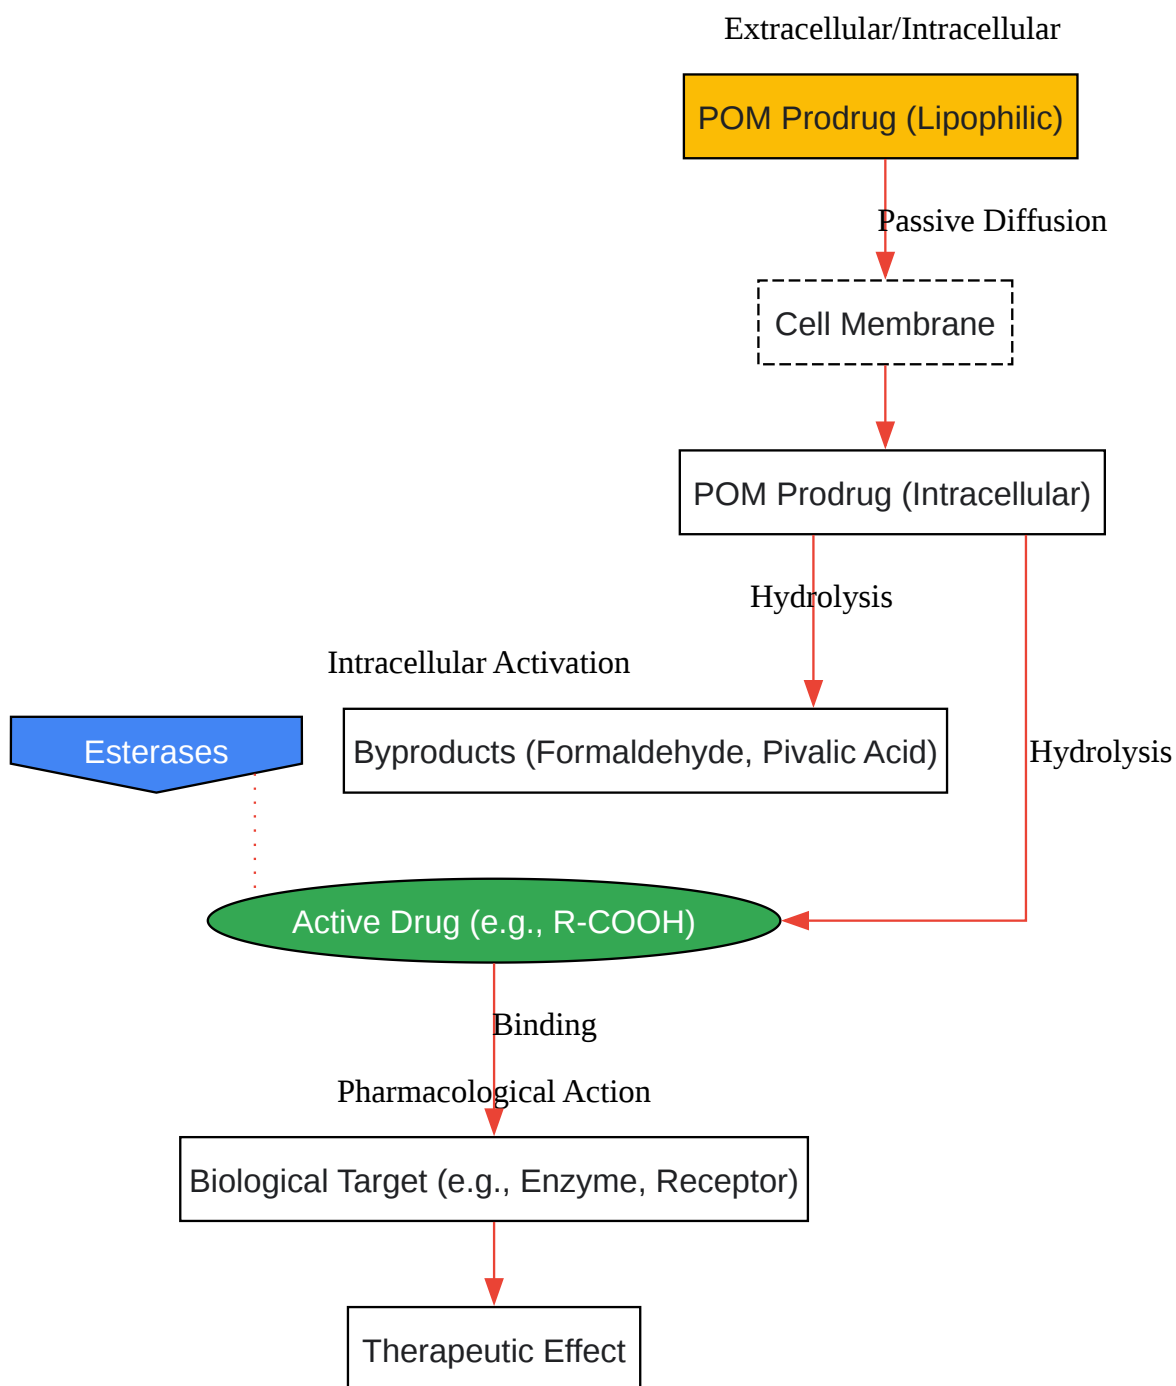 Extracellular/Intracellular
POM Prodrug (Lipophilic)
Passive Diffusion
Cell Membrane
POM Prodrug (Intracellular)
Hydrolysis
Intracellular Activation
Esterases
Byproducts (Formaldehyde, Pivalic Acid)
Hydrolysis
Active Drug (e.g., R-COOH)
Binding
Pharmacological Action
Biological Target (e.g., Enzyme, Receptor)
Therapeutic Effect